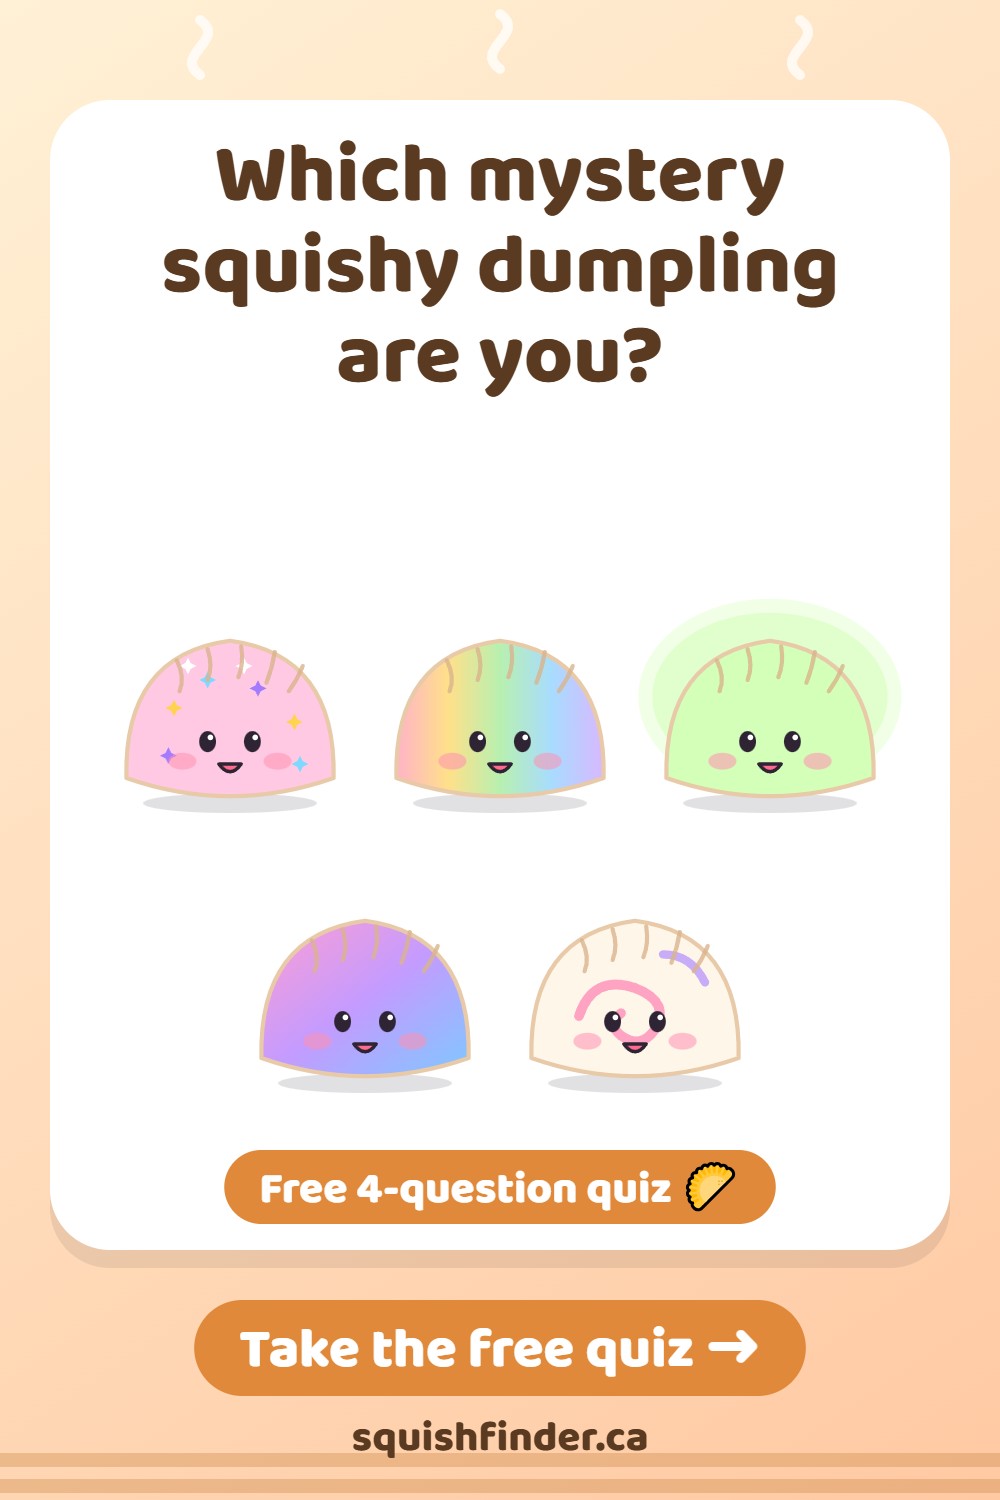 Which mystery
squishy dumpling
are you?
Free 4-question quiz 🥟
Take the free quiz →
squishfinder.ca